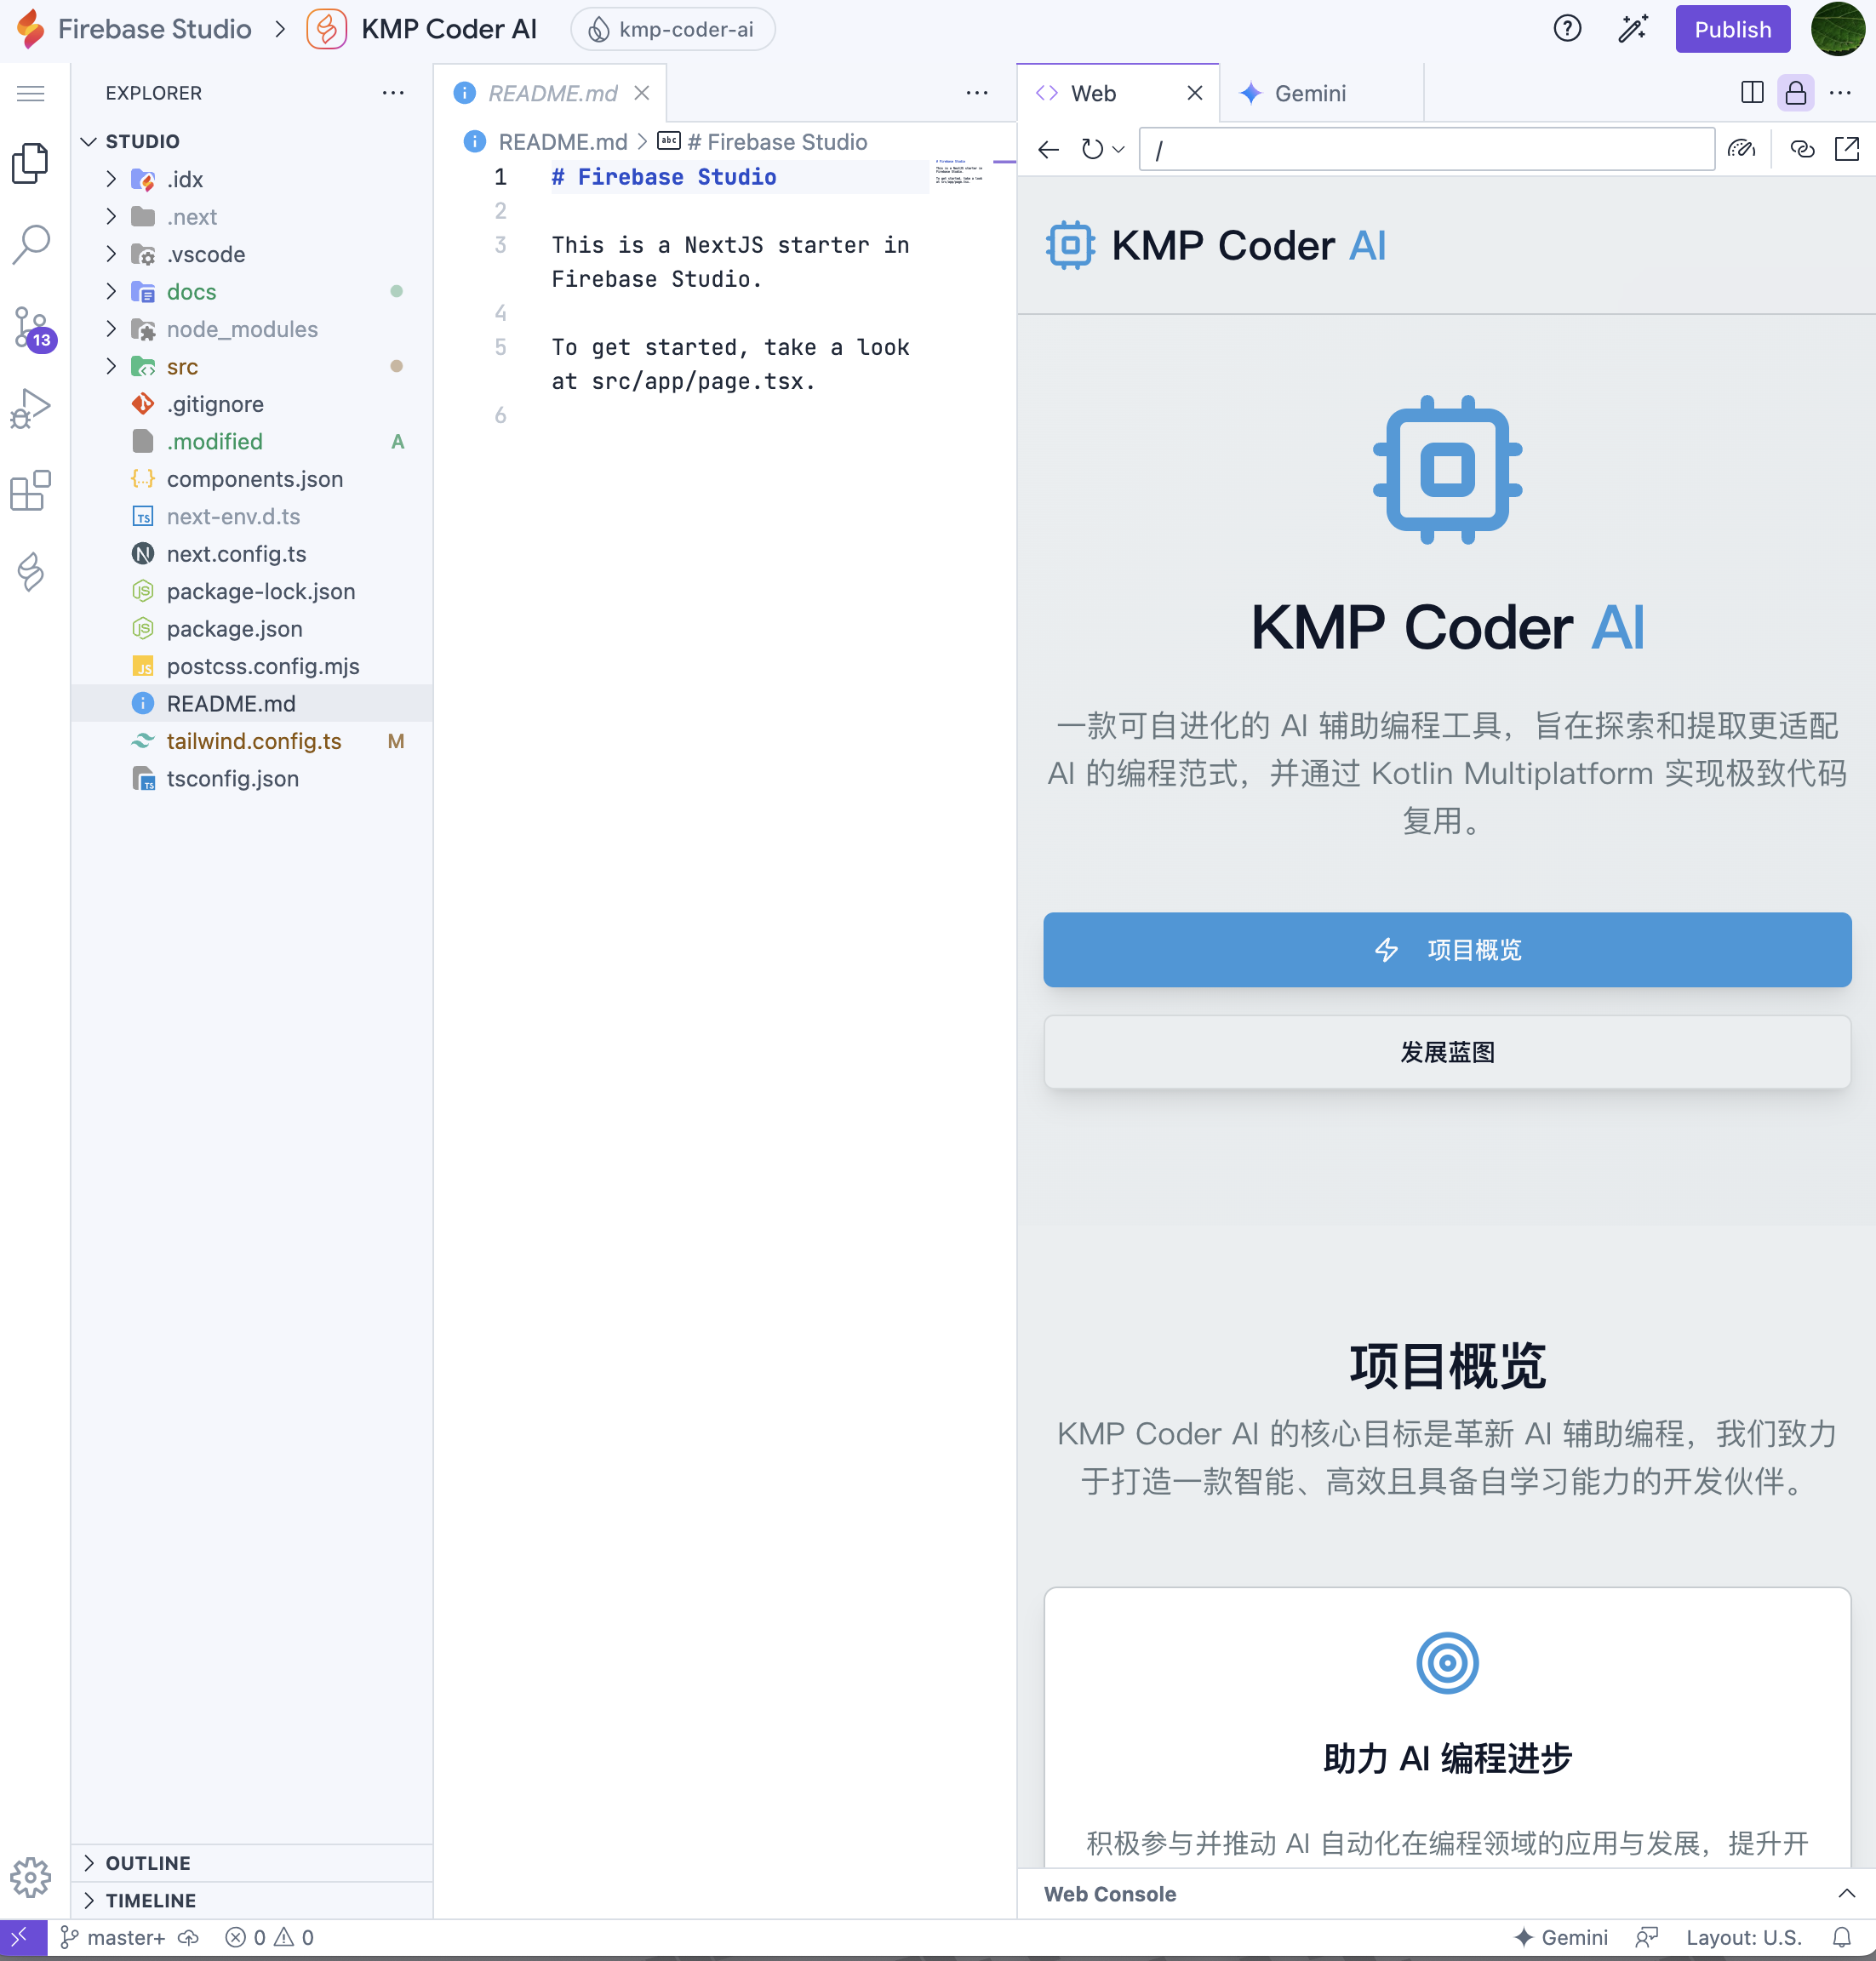 Firebase Studio
KMP Coder AI
kmp-coder-ai
Publish
EXPLORER
STUDIO
.idx
.next
.vscode
docs
node_modules
src
.gitignore
.modified A
components.json
next-env.d.ts
next.config.ts
package-lock.json
package.json
postcss.config.mjs
README.md
tailwind.config.ts M
tsconfig.json
13
OUTLINE
TIMELINE
README.md
README.md > # Firebase Studio
1 # Firebase Studio
2
3 This is a NextJS starter in
Firebase Studio.
4
5 To get started, take a look
at src/app/page.tsx.
6
Web
Gemini
/
KMP Coder AI
KMP Coder AI
一款可自进化的 AI 辅助编程工具，旨在探索和提取更适配
AI 的编程范式，并通过 Kotlin Multiplatform 实现极致代码
复用。
项目概览
发展蓝图
项目概览
KMP Coder AI 的核心目标是革新 AI 辅助编程，我们致力
于打造一款智能、高效且具备自学习能力的开发伙伴。
助力 AI 编程进步
积极参与并推动 AI 自动化在编程领域的应用与发展，提升开
Web Console
master+
0
0
Gemini
Layout: U.S.